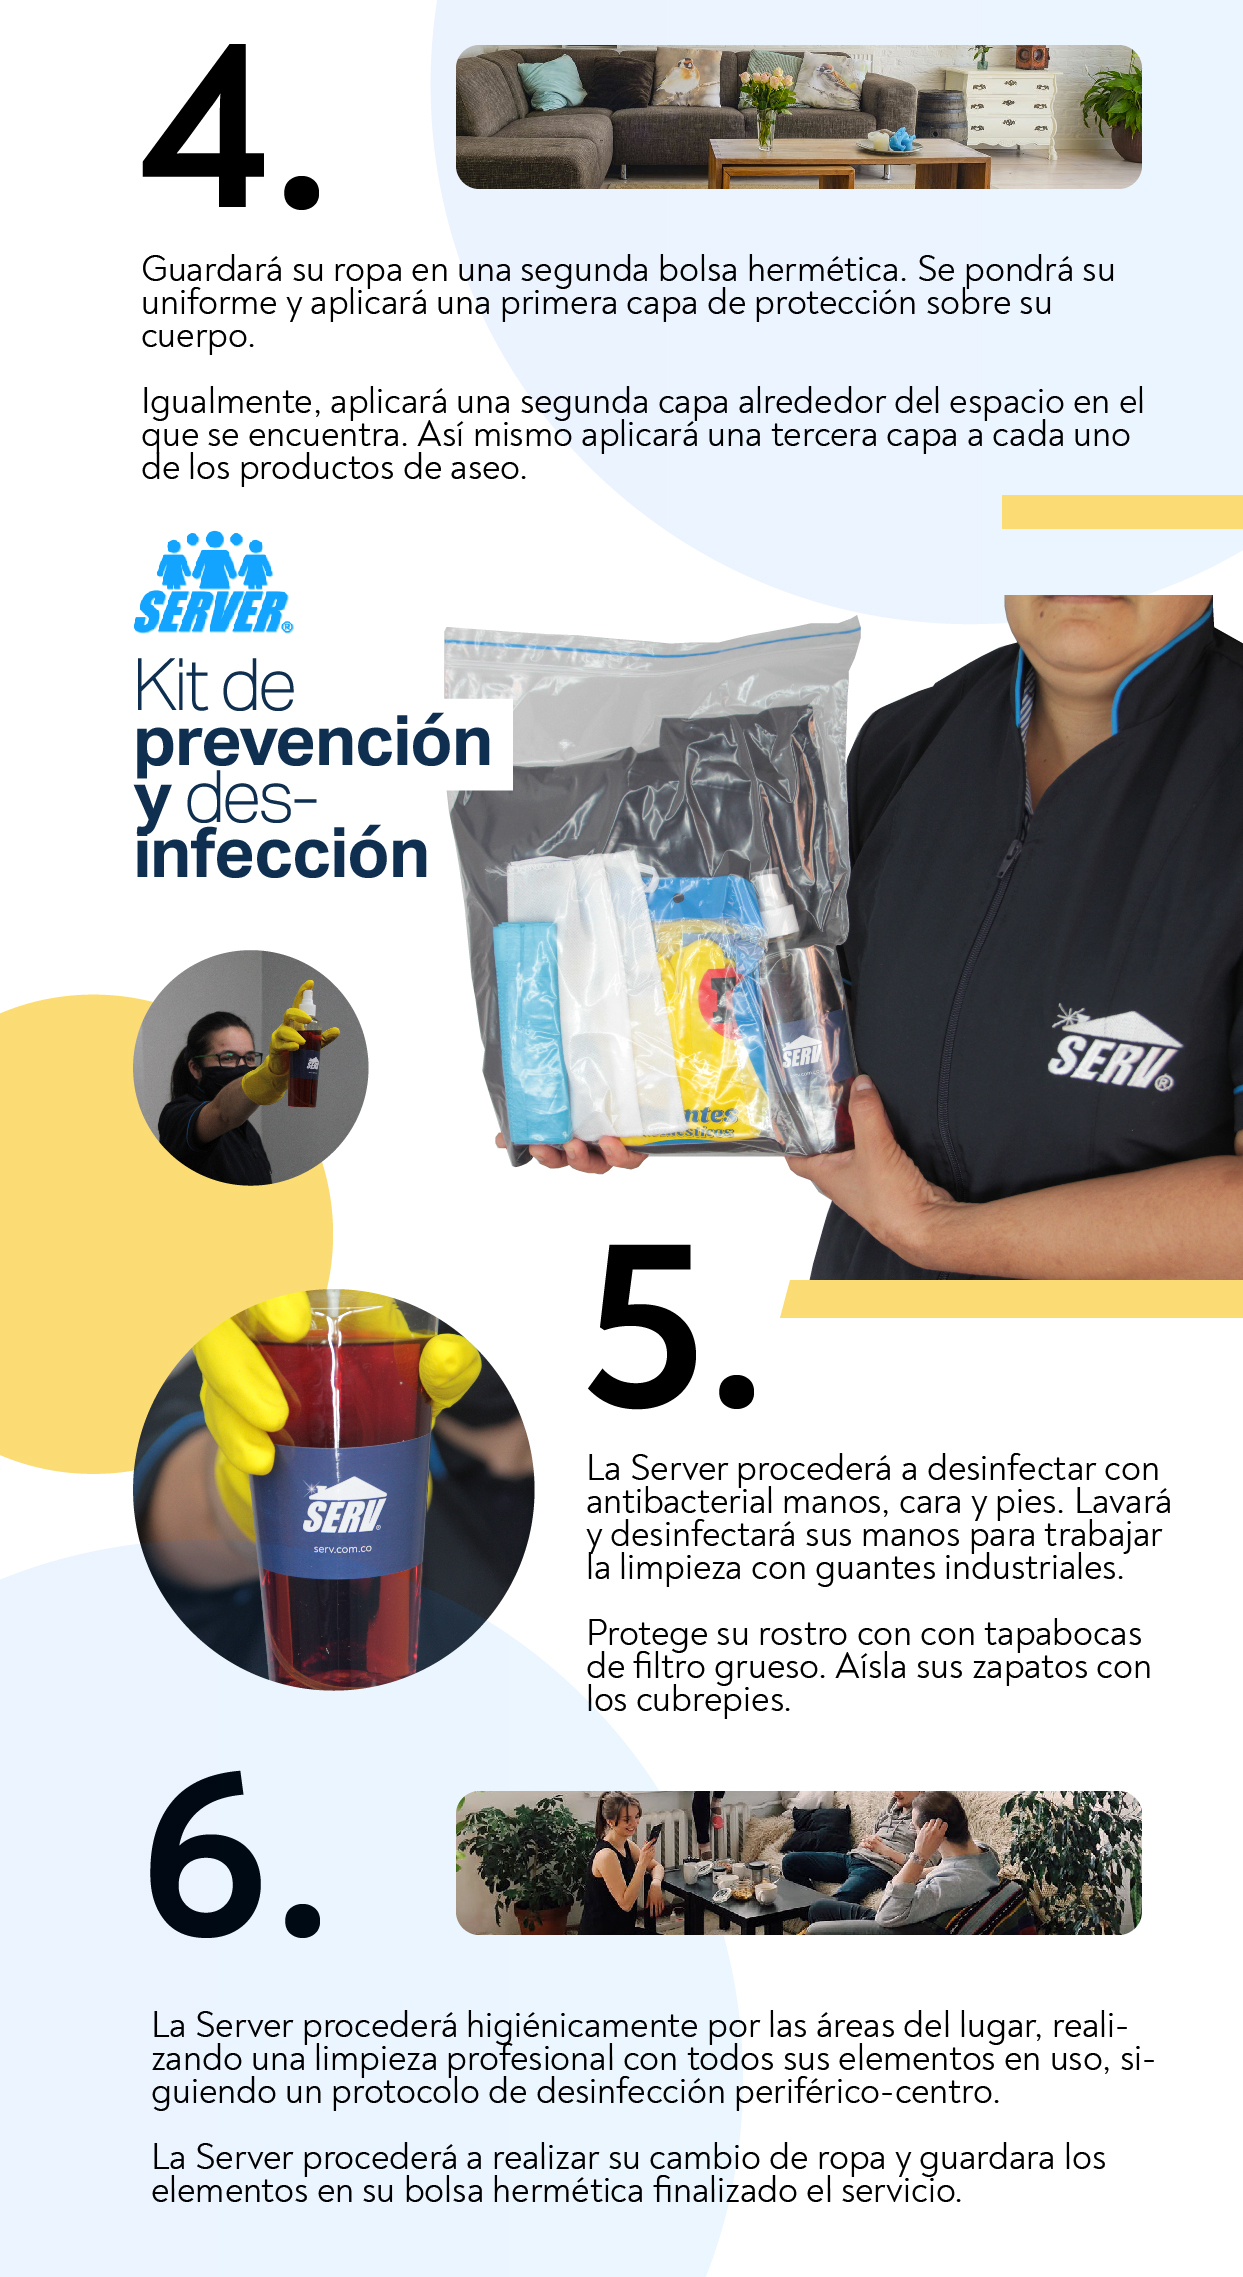 4.
Guardará su ropa en una segunda bolsa hermética. Se pondrá su
uniforme y aplicará una primera capa de protección sobre su
cuerpo.
Igualmente, aplicará una segunda capa alrededor del espacio en el
que se encuentra. Así mismo aplicará una tercera capa a cada uno
de los productos de aseo.
SERVER®
Kit de
prevención
y des-
infección
SERV
ntes
SERV®
5.
SERV®
serv.com.co
La Server procederá a desinfectar con
antibacterial manos, cara y pies. Lavará
y desinfectará sus manos para trabajar
la limpieza con guantes industriales.
Protege su rostro con con tapabocas
de filtro grueso. Aísla sus zapatos con
los cubrepies.
6.
La Server procederá higiénicamente por las áreas del lugar, reali-
zando una limpieza profesional con todos sus elementos en uso, si-
guiendo un protocolo de desinfección periférico-centro.
La Server procederá a realizar su cambio de ropa y guardara los
elementos en su bolsa hermética finalizado el servicio.